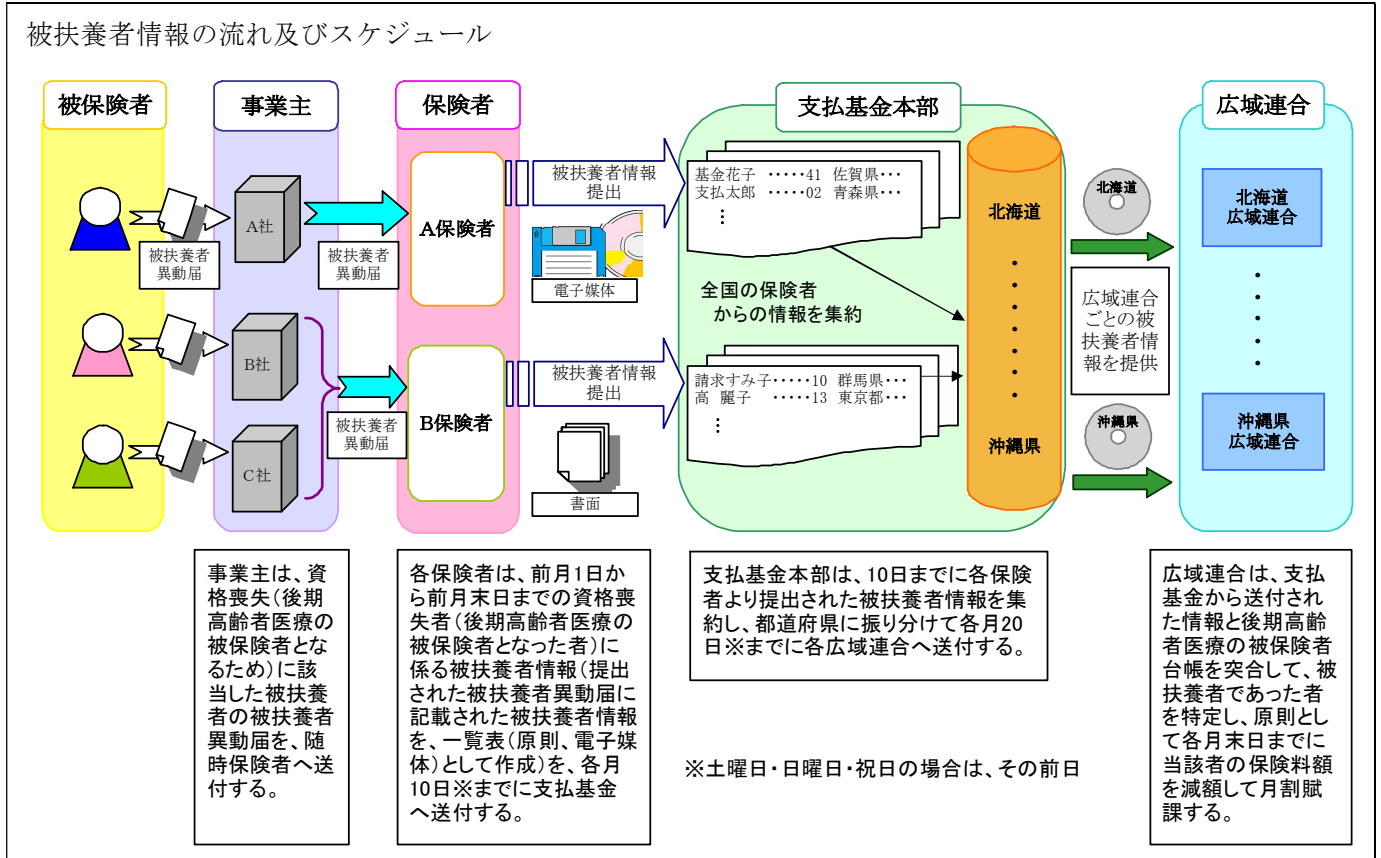 被扶養者情報の流れ及びスケジュール
被保険者
事業主
保険者
支払基金本部
広域連合
被扶養者
異動届
A社
B社
C社
被扶養者
異動届
被扶養者
異動届
A保険者
B保険者
被扶養者情報
提出
電子媒体
被扶養者情報
提出
書面
基金花子 ・・・・・41 佐賀県・・・
支払太郎 ・・・・・02 青森県・・・
⋮
全国の保険者
からの情報を集約
請求すみ子・・・・・10 群馬県・・・
高 麗子 ・・・・・13 東京都・・・
⋮
北海道
・
・
・
・
・
・
・
沖縄県
北海道
広域連合
ごとの被
扶養者情
報を提供
沖縄県
北海道
広域連合
・
・
・
・
・
沖縄県
広域連合
事業主は、資
格喪失(後期
高齢者医療の
被保険者とな
るため)に該
当した被扶養
者の被扶養者
異動届を、随
時保険者へ送
付する。
各保険者は、前月1日か
ら前月末日までの資格喪
失者(後期高齢者医療の
被保険者となった者)に
係る被扶養者情報(提出
された被扶養者異動届に
記載された被扶養者情報
を、一覧表(原則、電子媒
体)として作成)を、各月
10日※までに支払基金
へ送付する。
支払基金本部は、10日までに各保険
者より提出された被扶養者情報を集
約し、都道府県に振り分けて各月20
日※までに各広域連合へ送付する。
※土曜日・日曜日・祝日の場合は、その前日
広域連合は、支払
基金から送付され
た情報と後期高齢
者医療の被保険者
台帳を突合して、被
扶養者であった者
を特定し、原則とし
て各月末日までに
当該者の保険料額
を減額して月割賦
課する。